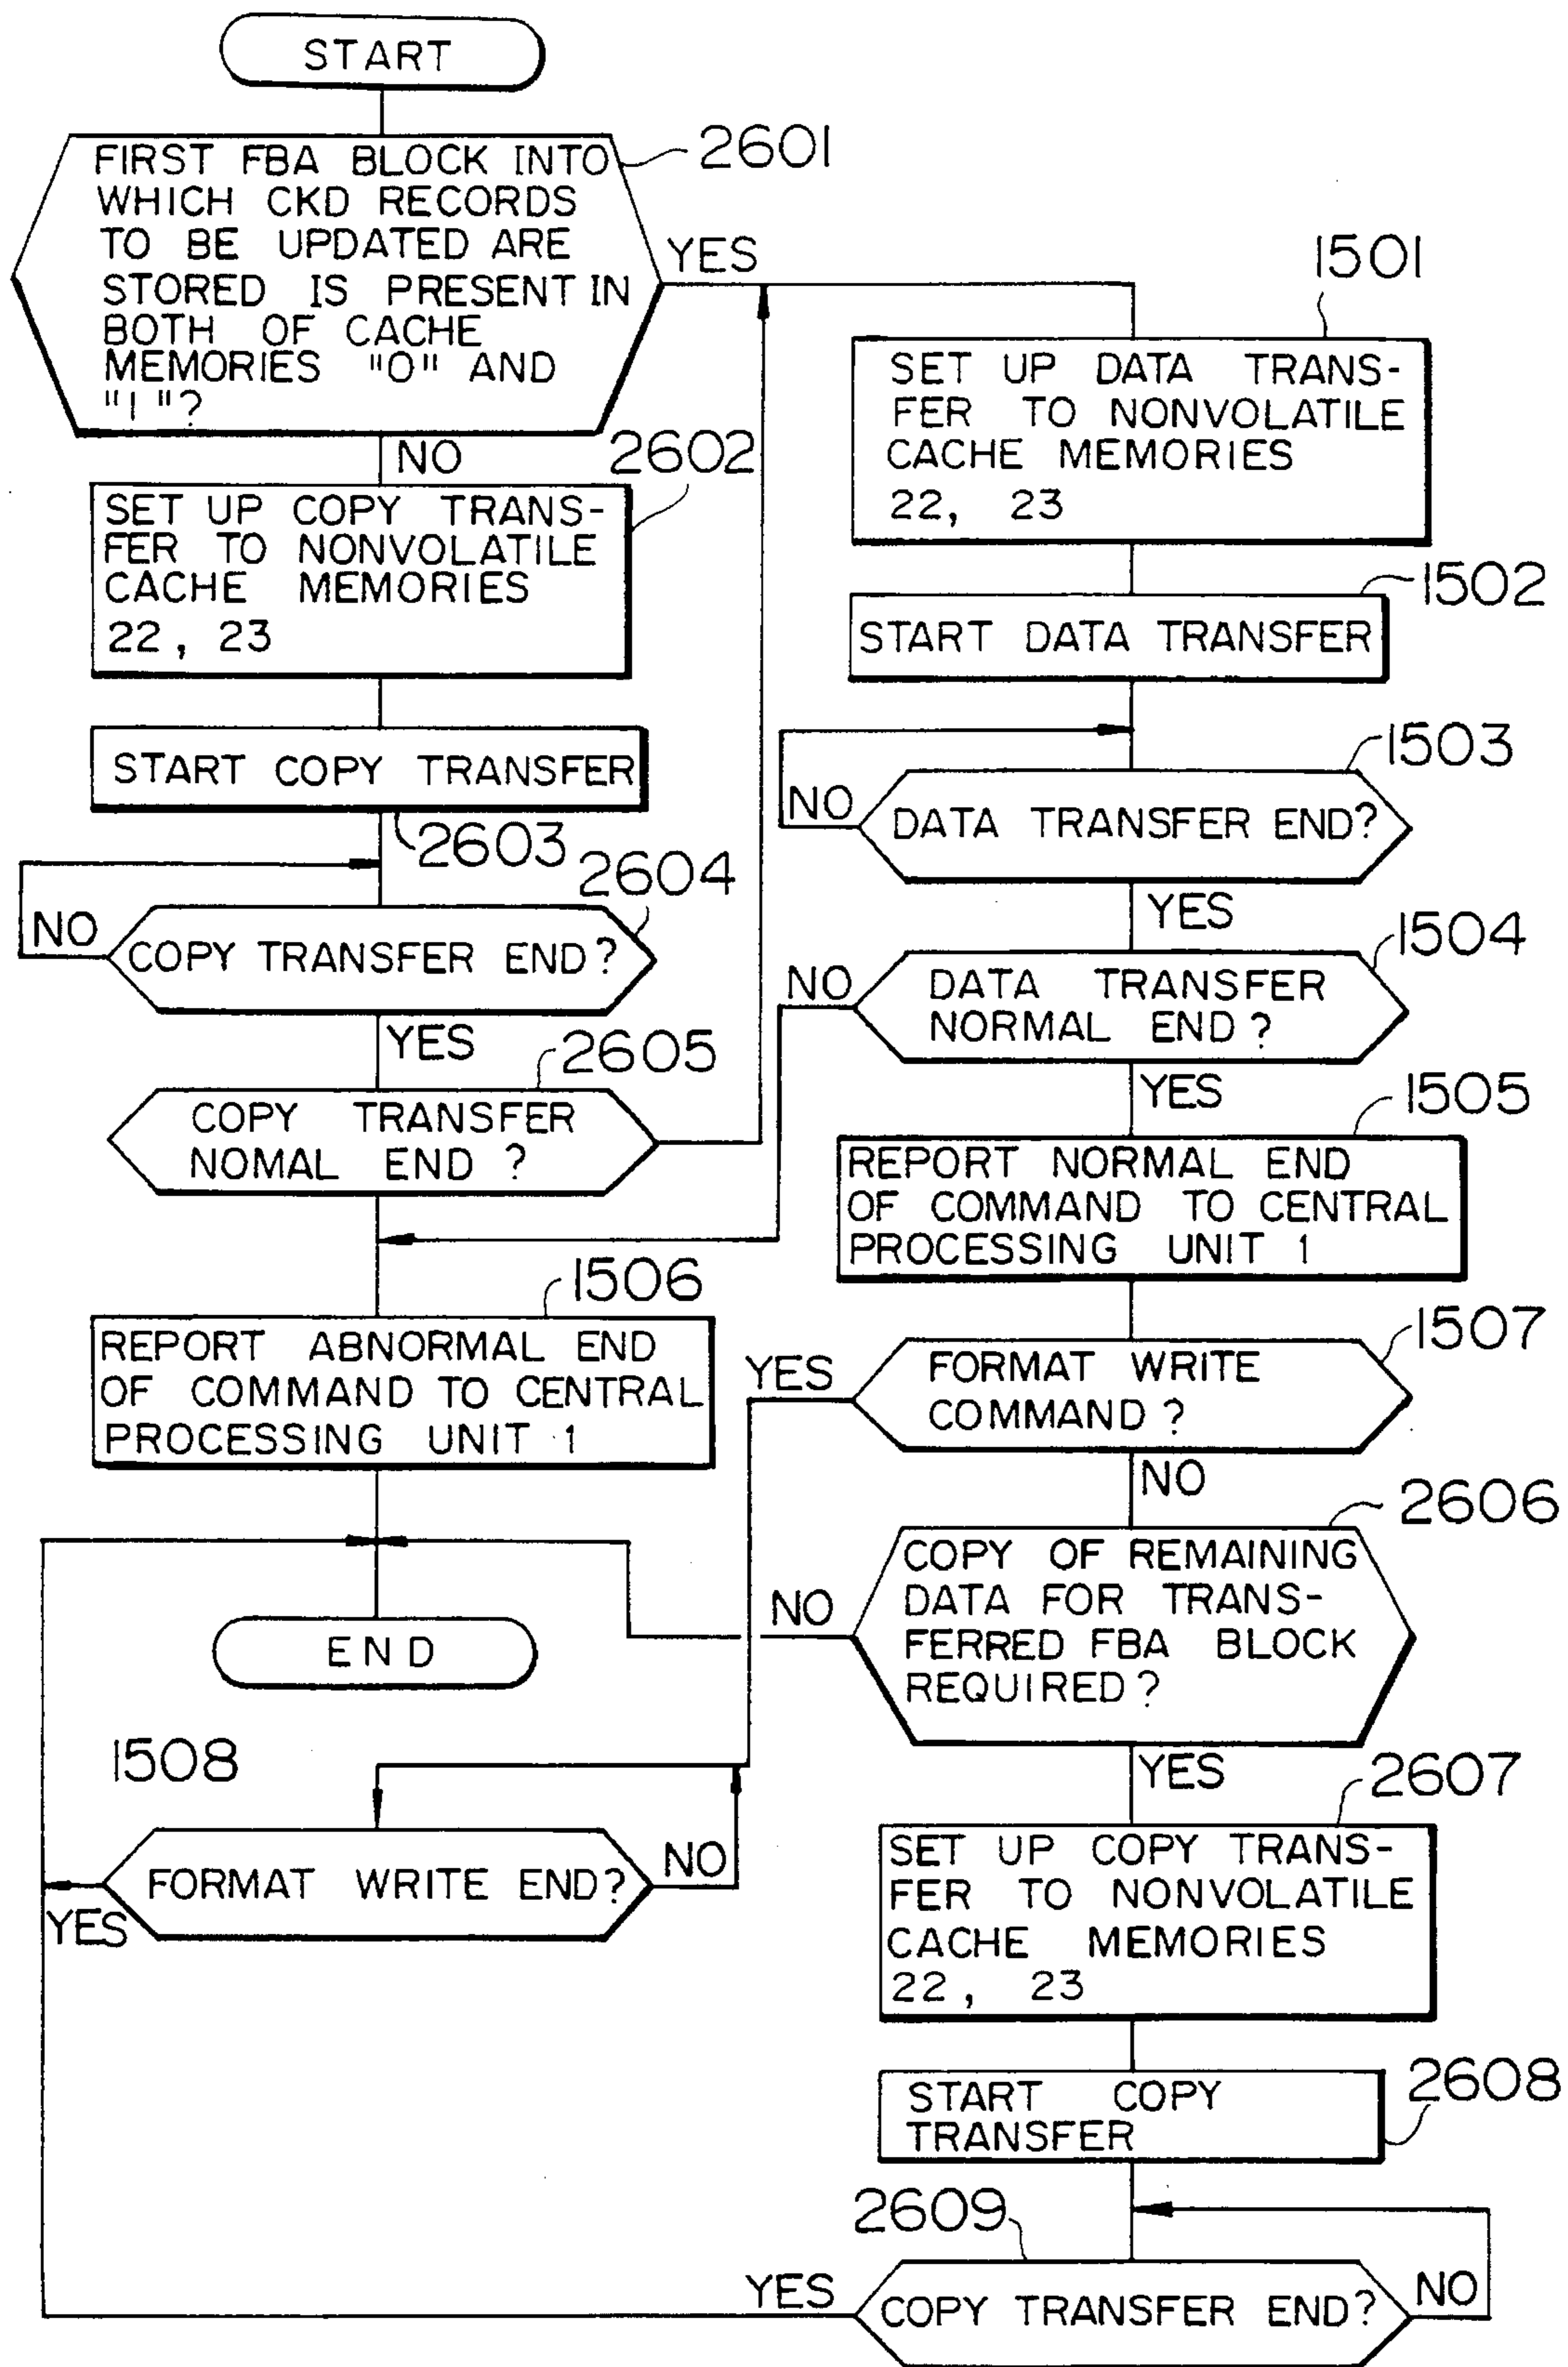 START
FIRST FBA BLOCK INTO
WHICH CKD RECORDS
TO BE UPDATED ARE
STORED IS PRESENT IN
BOTH OF CACHE
MEMORIES "0" AND
"1"?
2601
YES
NO
2602
SET UP COPY TRANS-
FER TO NONVOLATILE
CACHE MEMORIES
22, 23
START COPY TRANSFER
2603
2604
NO
COPY TRANSFER END?
YES
2605
COPY TRANSFER
NOMAL END ?
1506
REPORT ABNORMAL END
OF COMMAND TO CENTRAL
PROCESSING UNIT 1
END
1508
FORMAT WRITE END?
NO
YES
1501
SET UP DATA TRANS-
FER TO NONVOLATILE
CACHE MEMORIES
22, 23
1502
START DATA TRANSFER
1503
NO
DATA TRANSFER END?
YES
1504
NO
DATA TRANSFER
NORMAL END?
YES
1505
REPORT NORMAL END
OF COMMAND TO CENTRAL
PROCESSING UNIT 1
1507
YES
FORMAT WRITE
COMMAND?
NO
2606
COPY OF REMAINING
DATA FOR TRANS-
FERRED FBA BLOCK
REQUIRED?
NO
YES
2607
SET UP COPY TRANS-
FER TO NONVOLATILE
CACHE MEMORIES
22, 23
2608
START COPY
TRANSFER
2609
YES
COPY TRANSFER END?
NO